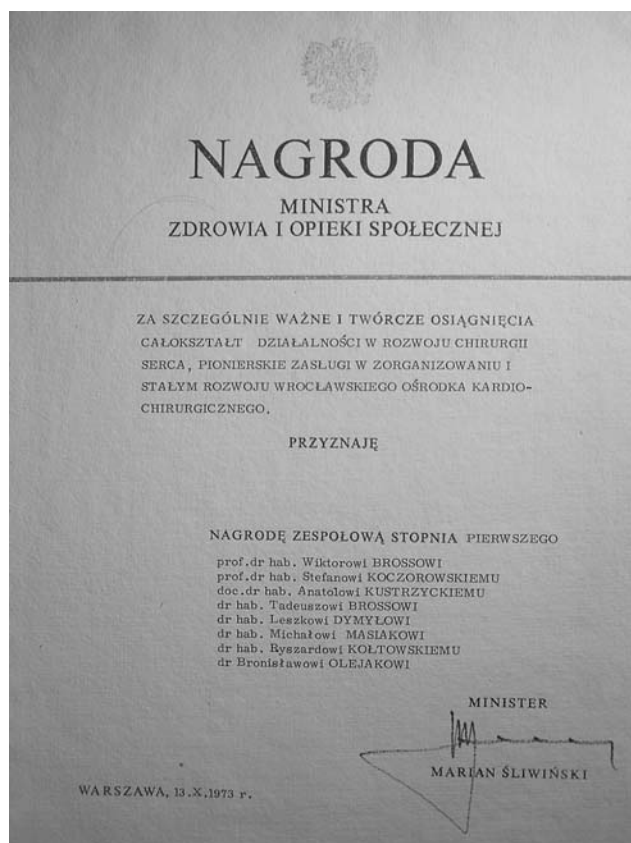 NAGRODA
MINISTRA
ZDROWIA I OPIEKI SPOŁECZNEJ
ZA SZCZEGÓLNIE WAŻNE I TWÓRCZE OSIĄGNIĘCIA
CAŁOKSZTAŁT DZIAŁALNOŚCI W ROZWOJU CHIRURGII
SERCA, PIONIERSKIE ZASŁUGI W ZORGANIZOWANIU I
STAŁYM ROZWOJU WROCŁAWSKIEGO OŚRODKA KARDIO-
CHIRURGICZNEGO.
PRZYZNAJĘ
NAGRODĘ ZESPOŁOWĄ STOPNIA PIERWSZEGO
prof.dr hab. Wiktorowi BROSSOWI
prof.dr hab. Stefanowi KOCZOROWSKIEMU
doc.dr hab. Anatolowi KUSTRZYCKIEMU
dr hab. Tadeuszowi BROSSOWI
dr hab. Leszkowi DYMYŁOWI
dr hab. Michałowi MASIAKOWI
dr hab. Ryszardowi KOŁTOWSKIEMU
dr Bronisławowi OLEJAKOWI
MINISTER
MARIAN ŚLIWIŃSKI
WARSZAWA, 13.X.1973 r.